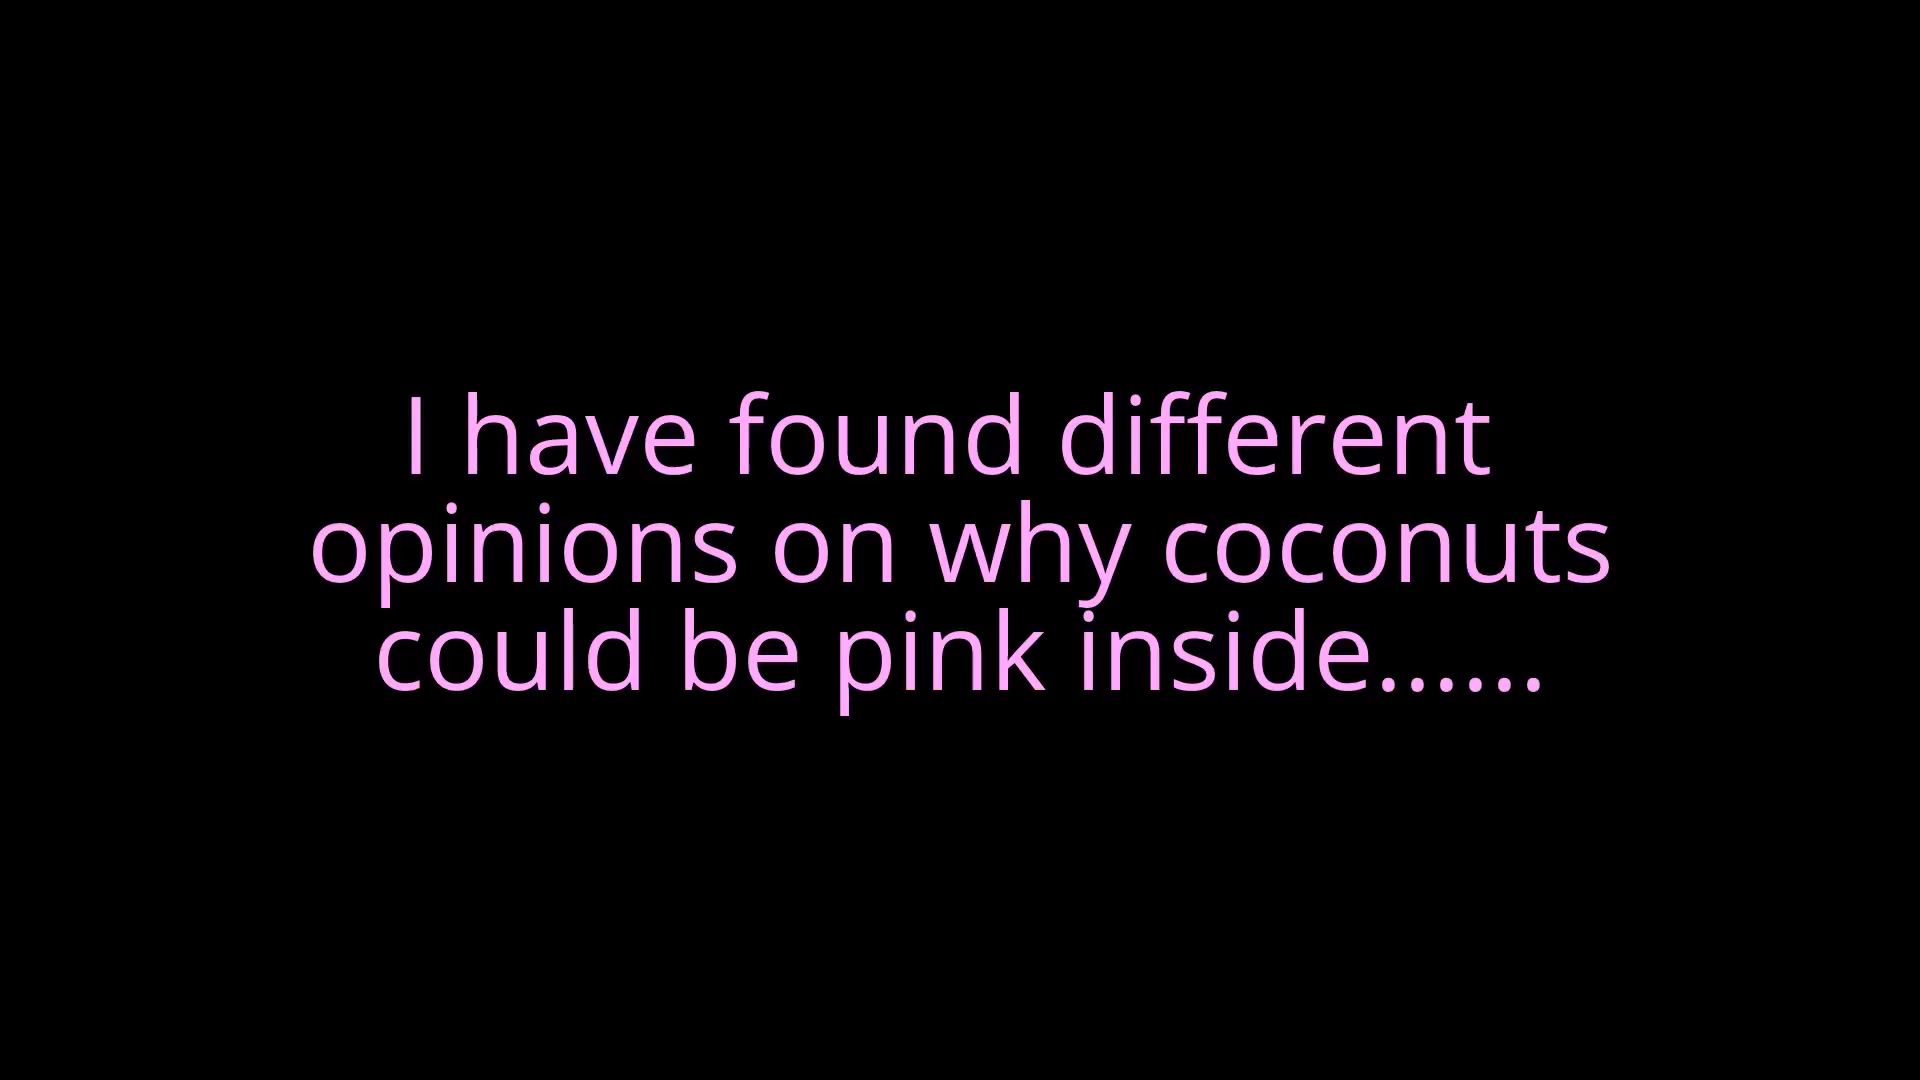 I have found different
opinions on why coconuts
could be pink inside......